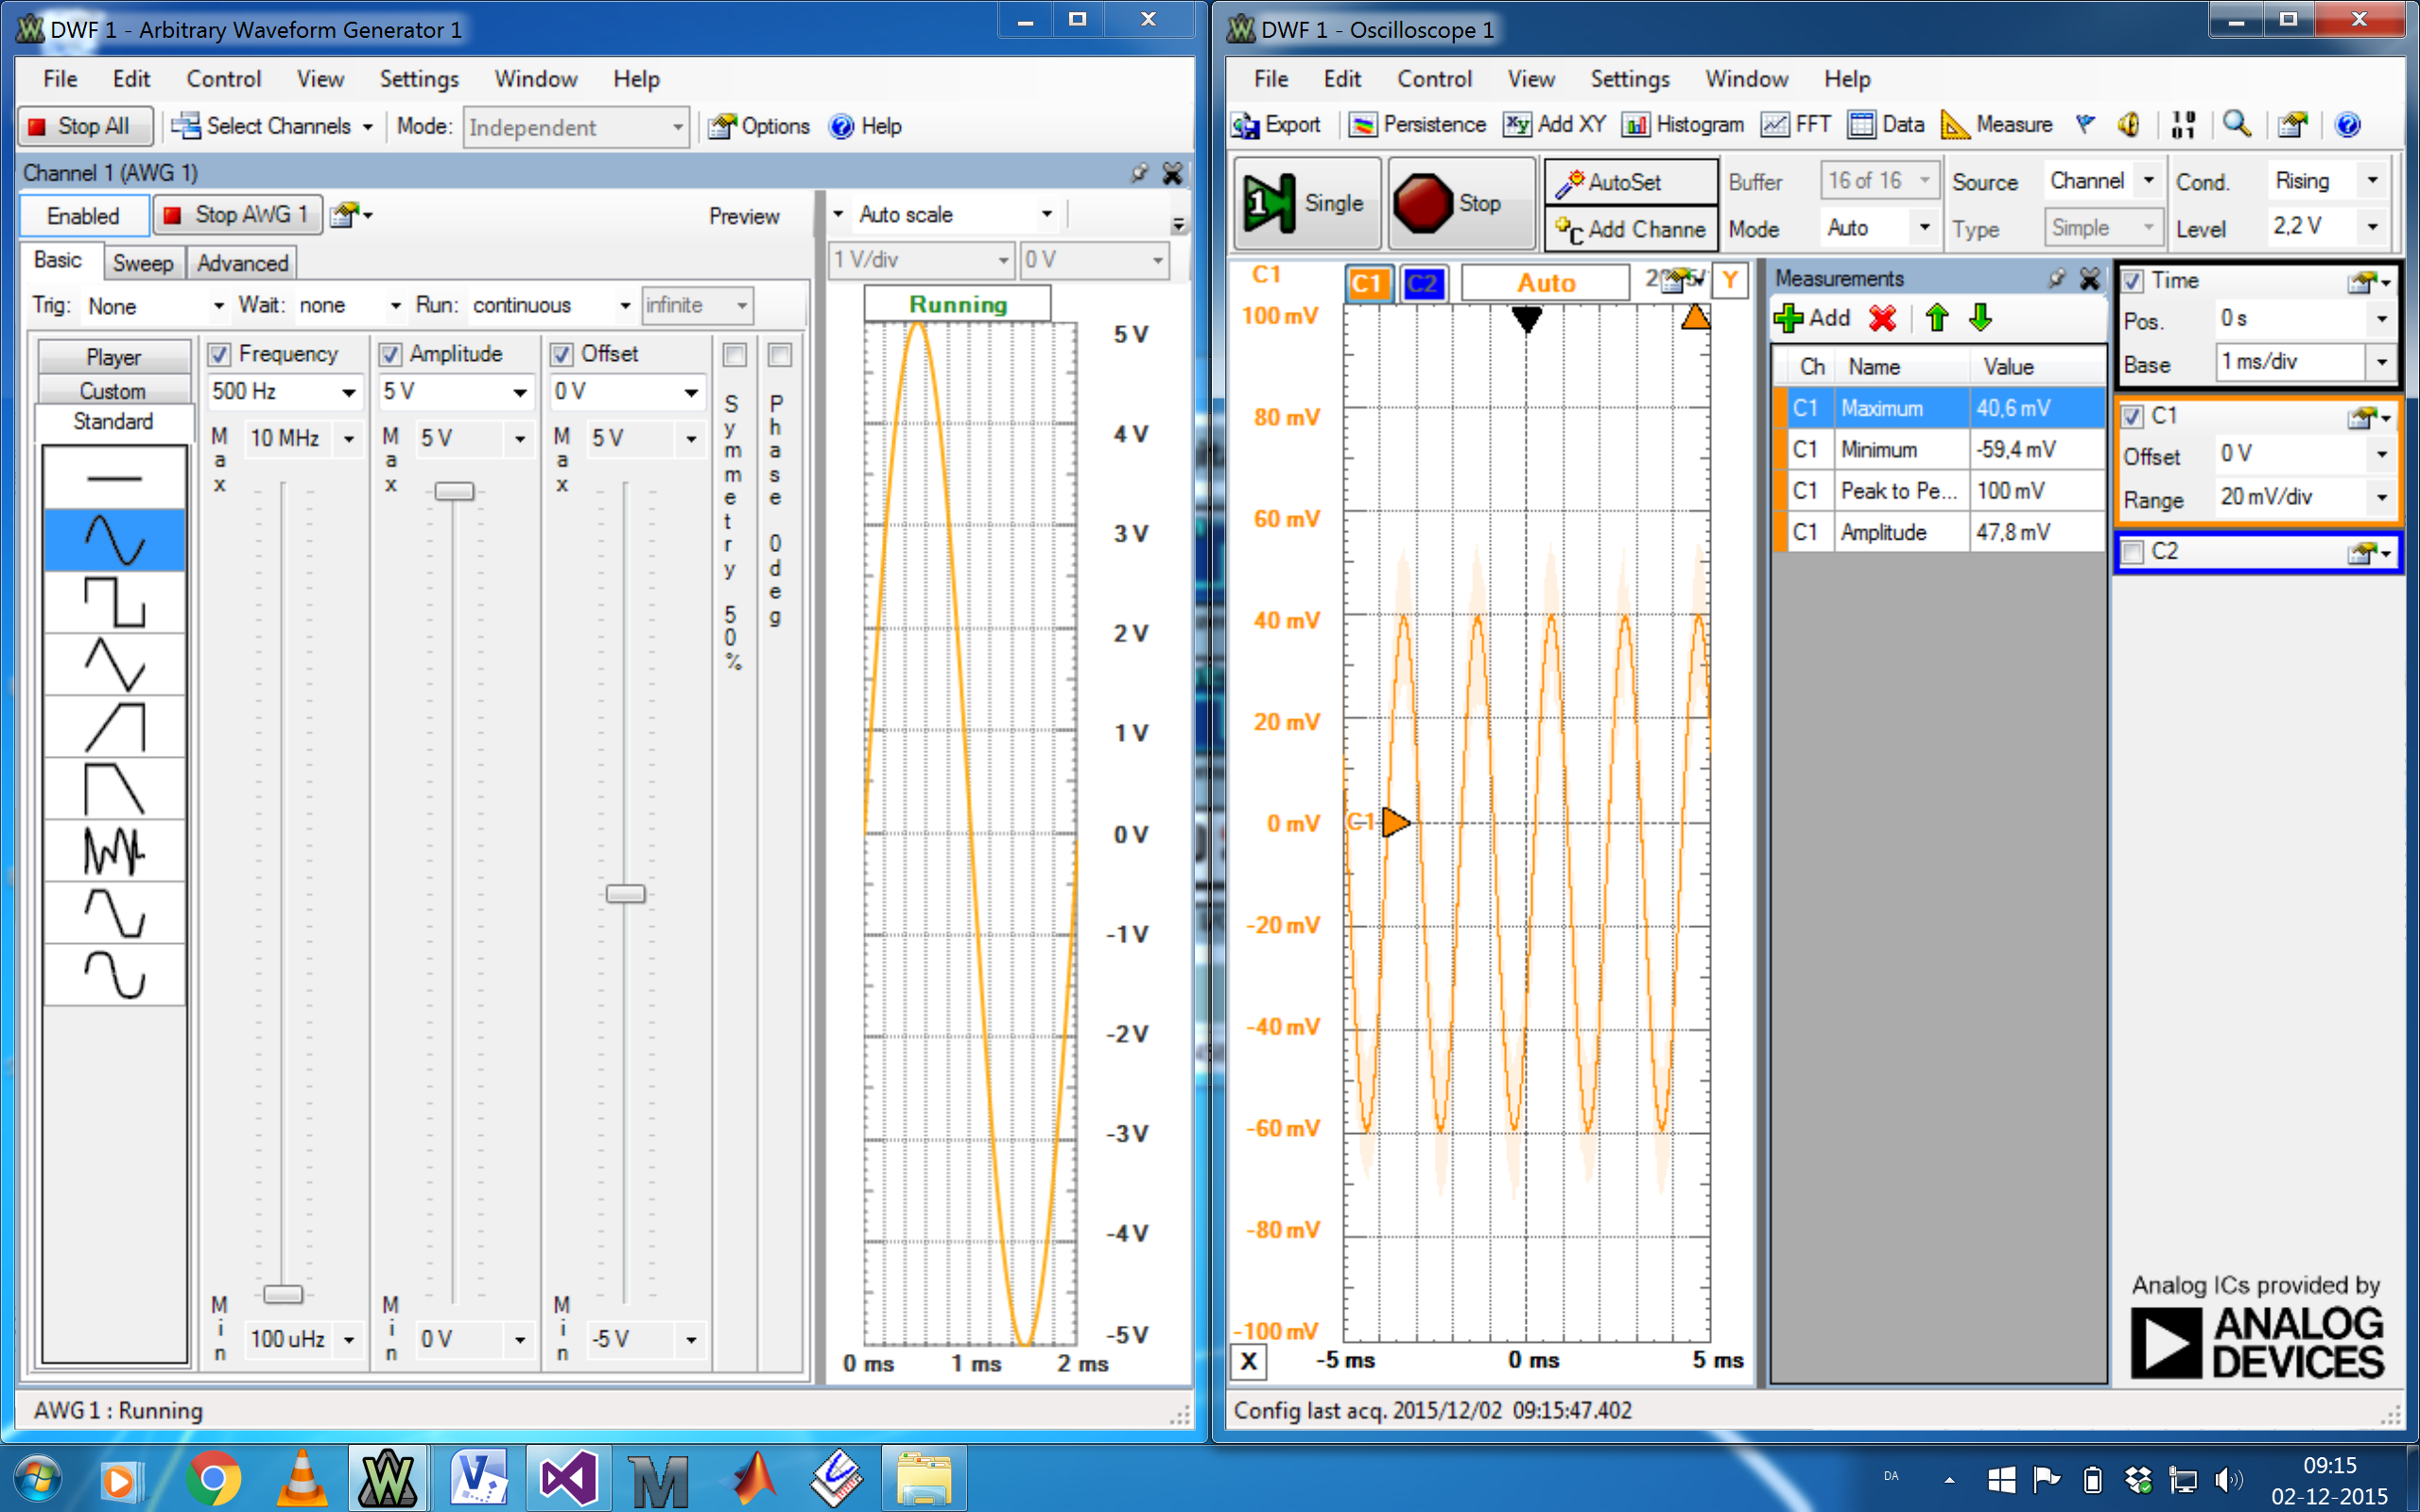 DWF 1 - Arbitrary Waveform Generator 1
File Edit Control View Settings Window Help
Stop All Select Channels Mode: Independent Options Help
Channel 1 (AWG 1)
Enabled Stop AWG 1 Preview Auto scale
1 V/div 0 V
Basic Sweep Advanced
Trig: None Wait: none Run: continuous infinite
Running
Player
Custom
Standard
Frequency Amplitude Offset
500 Hz 5 V 0 V
Max 10 MHz Max 5 V Max 5 V
Symmetry 50%
Phase 0deg
Min 100 uHz Min 0 V Min -5 V
5 V
4 V
3 V
2 V
1 V
0 V
-1 V
-2 V
-3 V
-4 V
-5 V
0 ms 1 ms 2 ms
AWG 1 : Running
DWF 1 - Oscilloscope 1
File Edit Control View Settings Window Help
Export Persistence Xy Add XY Histogram FFT Data Measure 10 01
1 Single Stop AutoSet Buffer 16 of 16 Source Channel Cond. Rising
C Add Channe Mode Auto Type Simple Level 2,2 V
C1 C1 C2 Auto Y
100 mV
80 mV
60 mV
40 mV
20 mV
0 mV
-20 mV
-40 mV
-60 mV
-80 mV
-100 mV
C1
X -5 ms 0 ms 5 ms
Measurements
Add
Ch Name Value
C1 Maximum 40,6 mV
C1 Minimum -59,4 mV
C1 Peak to Pe... 100 mV
C1 Amplitude 47,8 mV
Time
Pos. 0 s
Base 1 ms/div
C1
Offset 0 V
Range 20 mV/div
C2
Analog ICs provided by
ANALOG
DEVICES
Config last acq. 2015/12/02 09:15:47.402
DA
09:15
02-12-2015